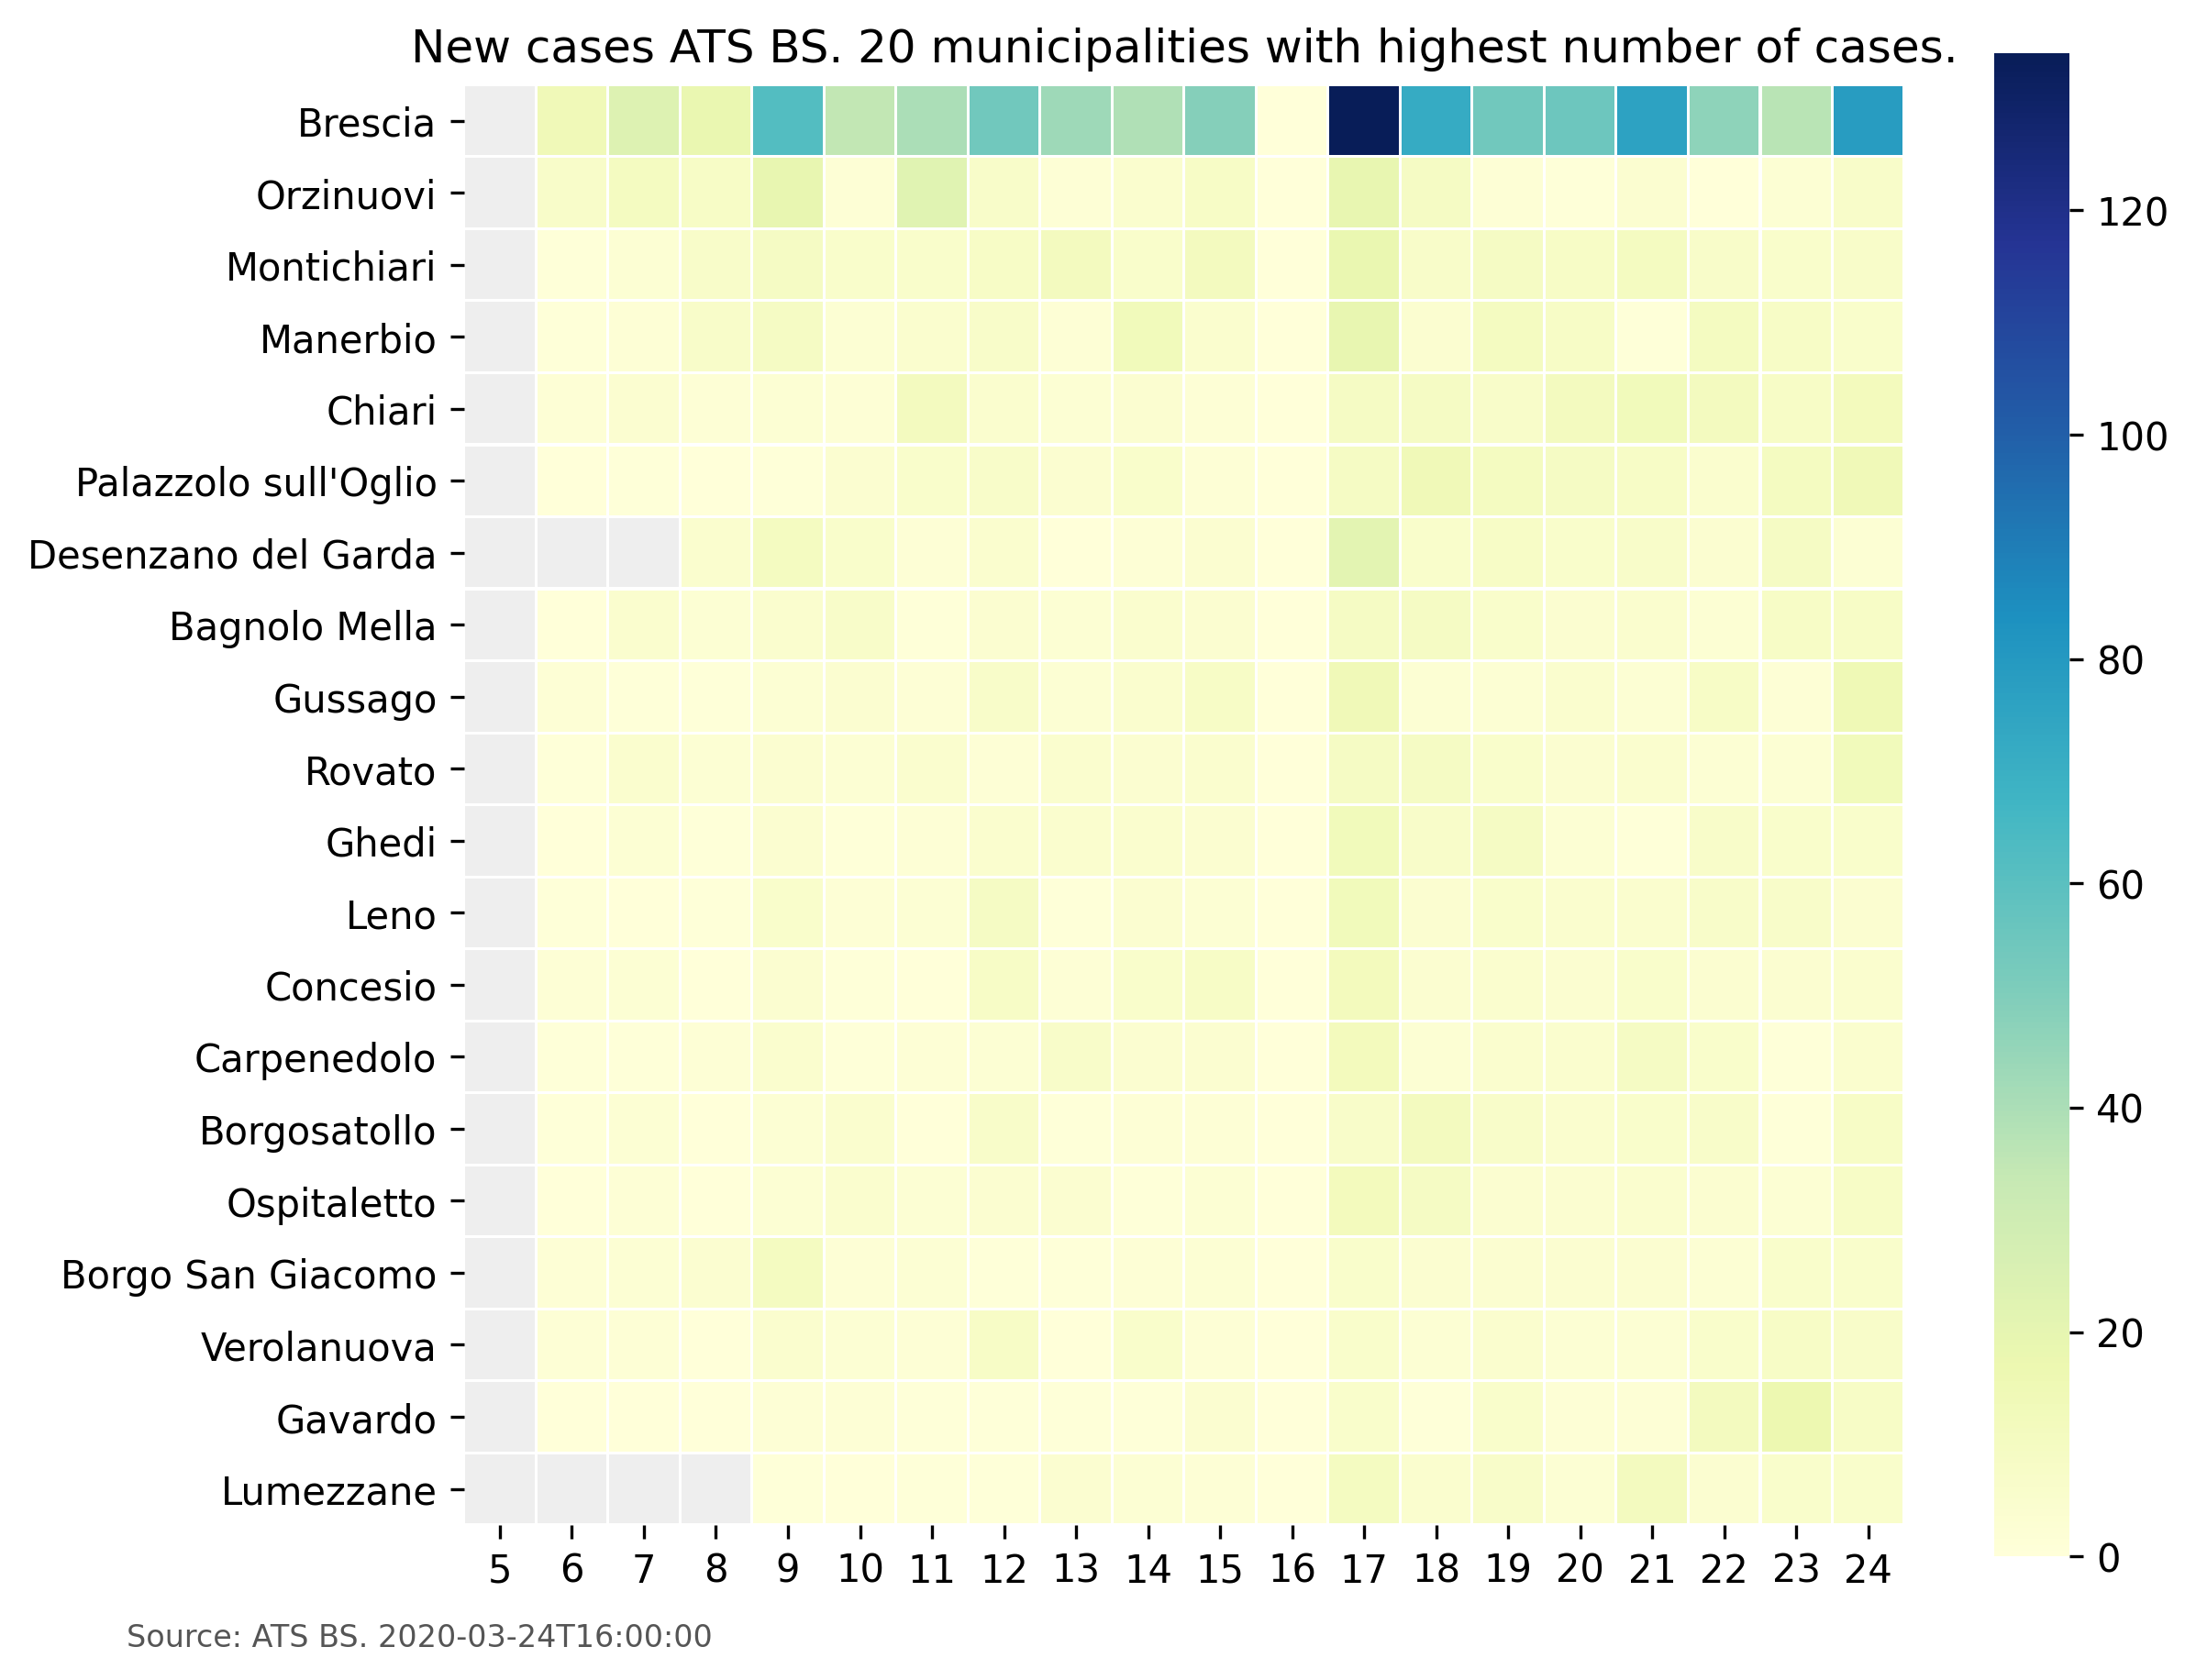 New cases ATS BS. 20 municipalities with highest number of cases.
Brescia
Orzinuovi
Montichiari
Manerbio
Chiari
Palazzolo sull'Oglio
Desenzano del Garda
Bagnolo Mella
Gussago
Rovato
Ghedi
Leno
Concesio
Carpenedolo
Borgosatollo
Ospitaletto
Borgo San Giacomo
Verolanuova
Gavardo
Lumezzane
5 6 7 8 9 10 11 12 13 14 15 16 17 18 19 20 21 22 23 24
120
100
80
60
40
20
0
Source: ATS BS. 2020-03-24T16:00:00